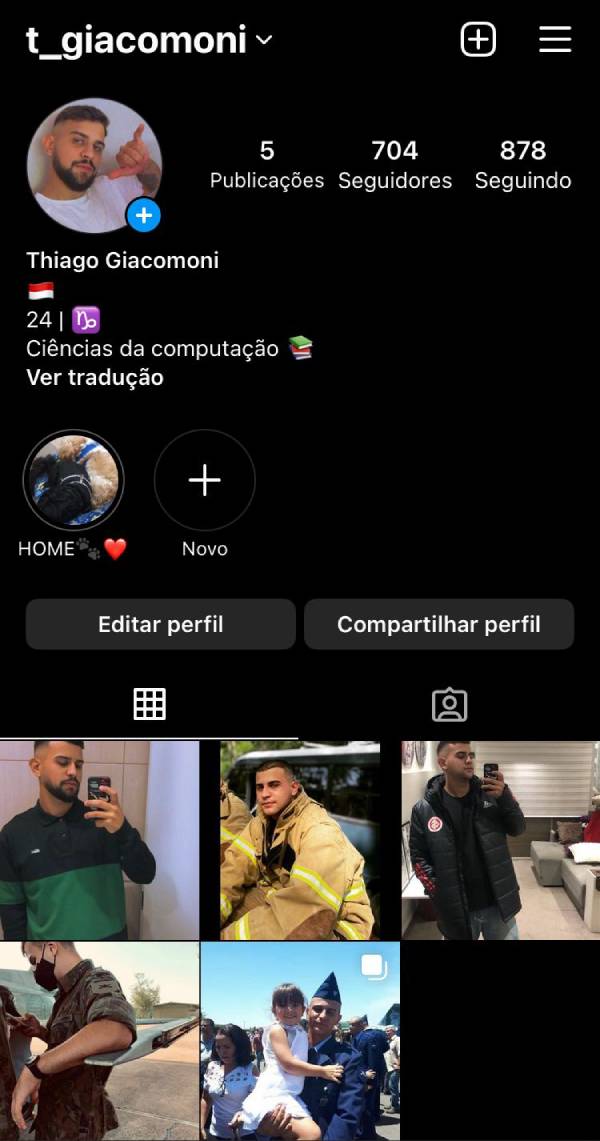 t_giacomoni
5 704 878
Publicações Seguidores Seguindo
Thiago Giacomoni
🇮🇩
24 | ♑
Ciências da computação 📚
Ver tradução
HOME🐾❤️ Novo
Editar perfil Compartilhar perfil